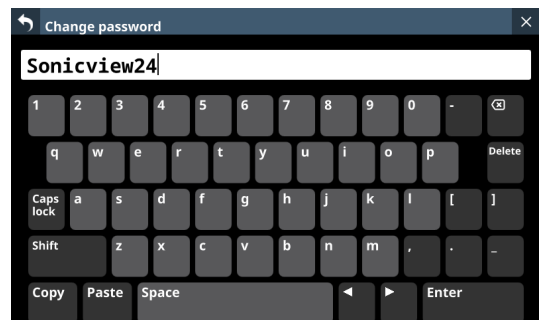 Change password
Sonicview24
1 2 3 4 5 6 7 8 9 0 -
q w e r t y u i o p Delete
Caps lock a s d f g h j k l [ ]
Shift z x c v b n m , . _
Copy Paste Space Enter